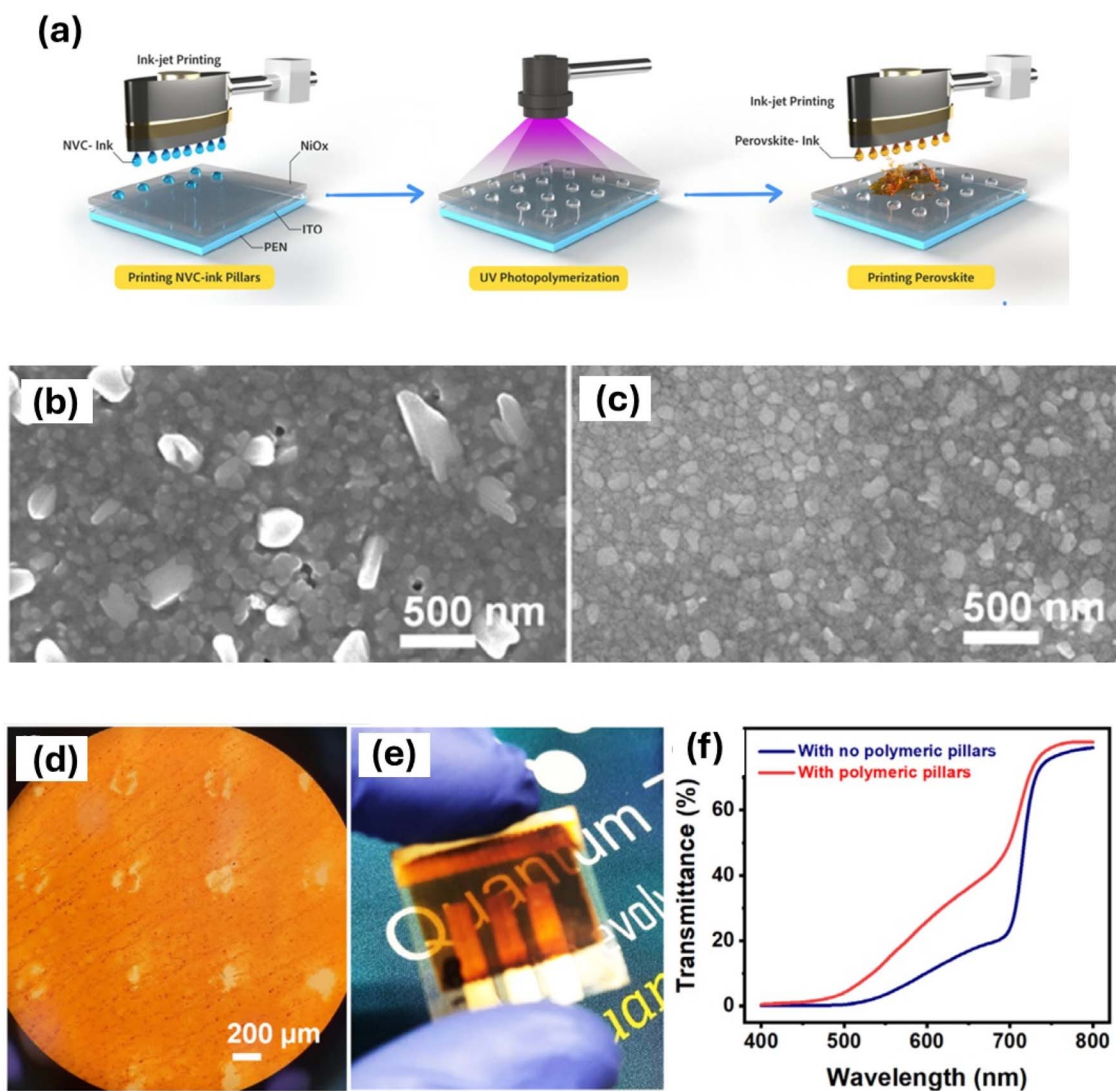 (a)
Ink-jet Printing
NVC- Ink
NiOx
ITO
PEN
Printing NVC-ink Pillars
UV Photopolymerization
Ink-jet Printing
Perovskite- Ink
Printing Perovskite
(b)
500 nm
(c)
500 nm
(d)
200 µm
(e)
Quantum
evolu
uan
(f)
With no polymeric pillars
With polymeric pillars
Transmittance (%)
60
40
20
0
400
500
600
700
800
Wavelength (nm)